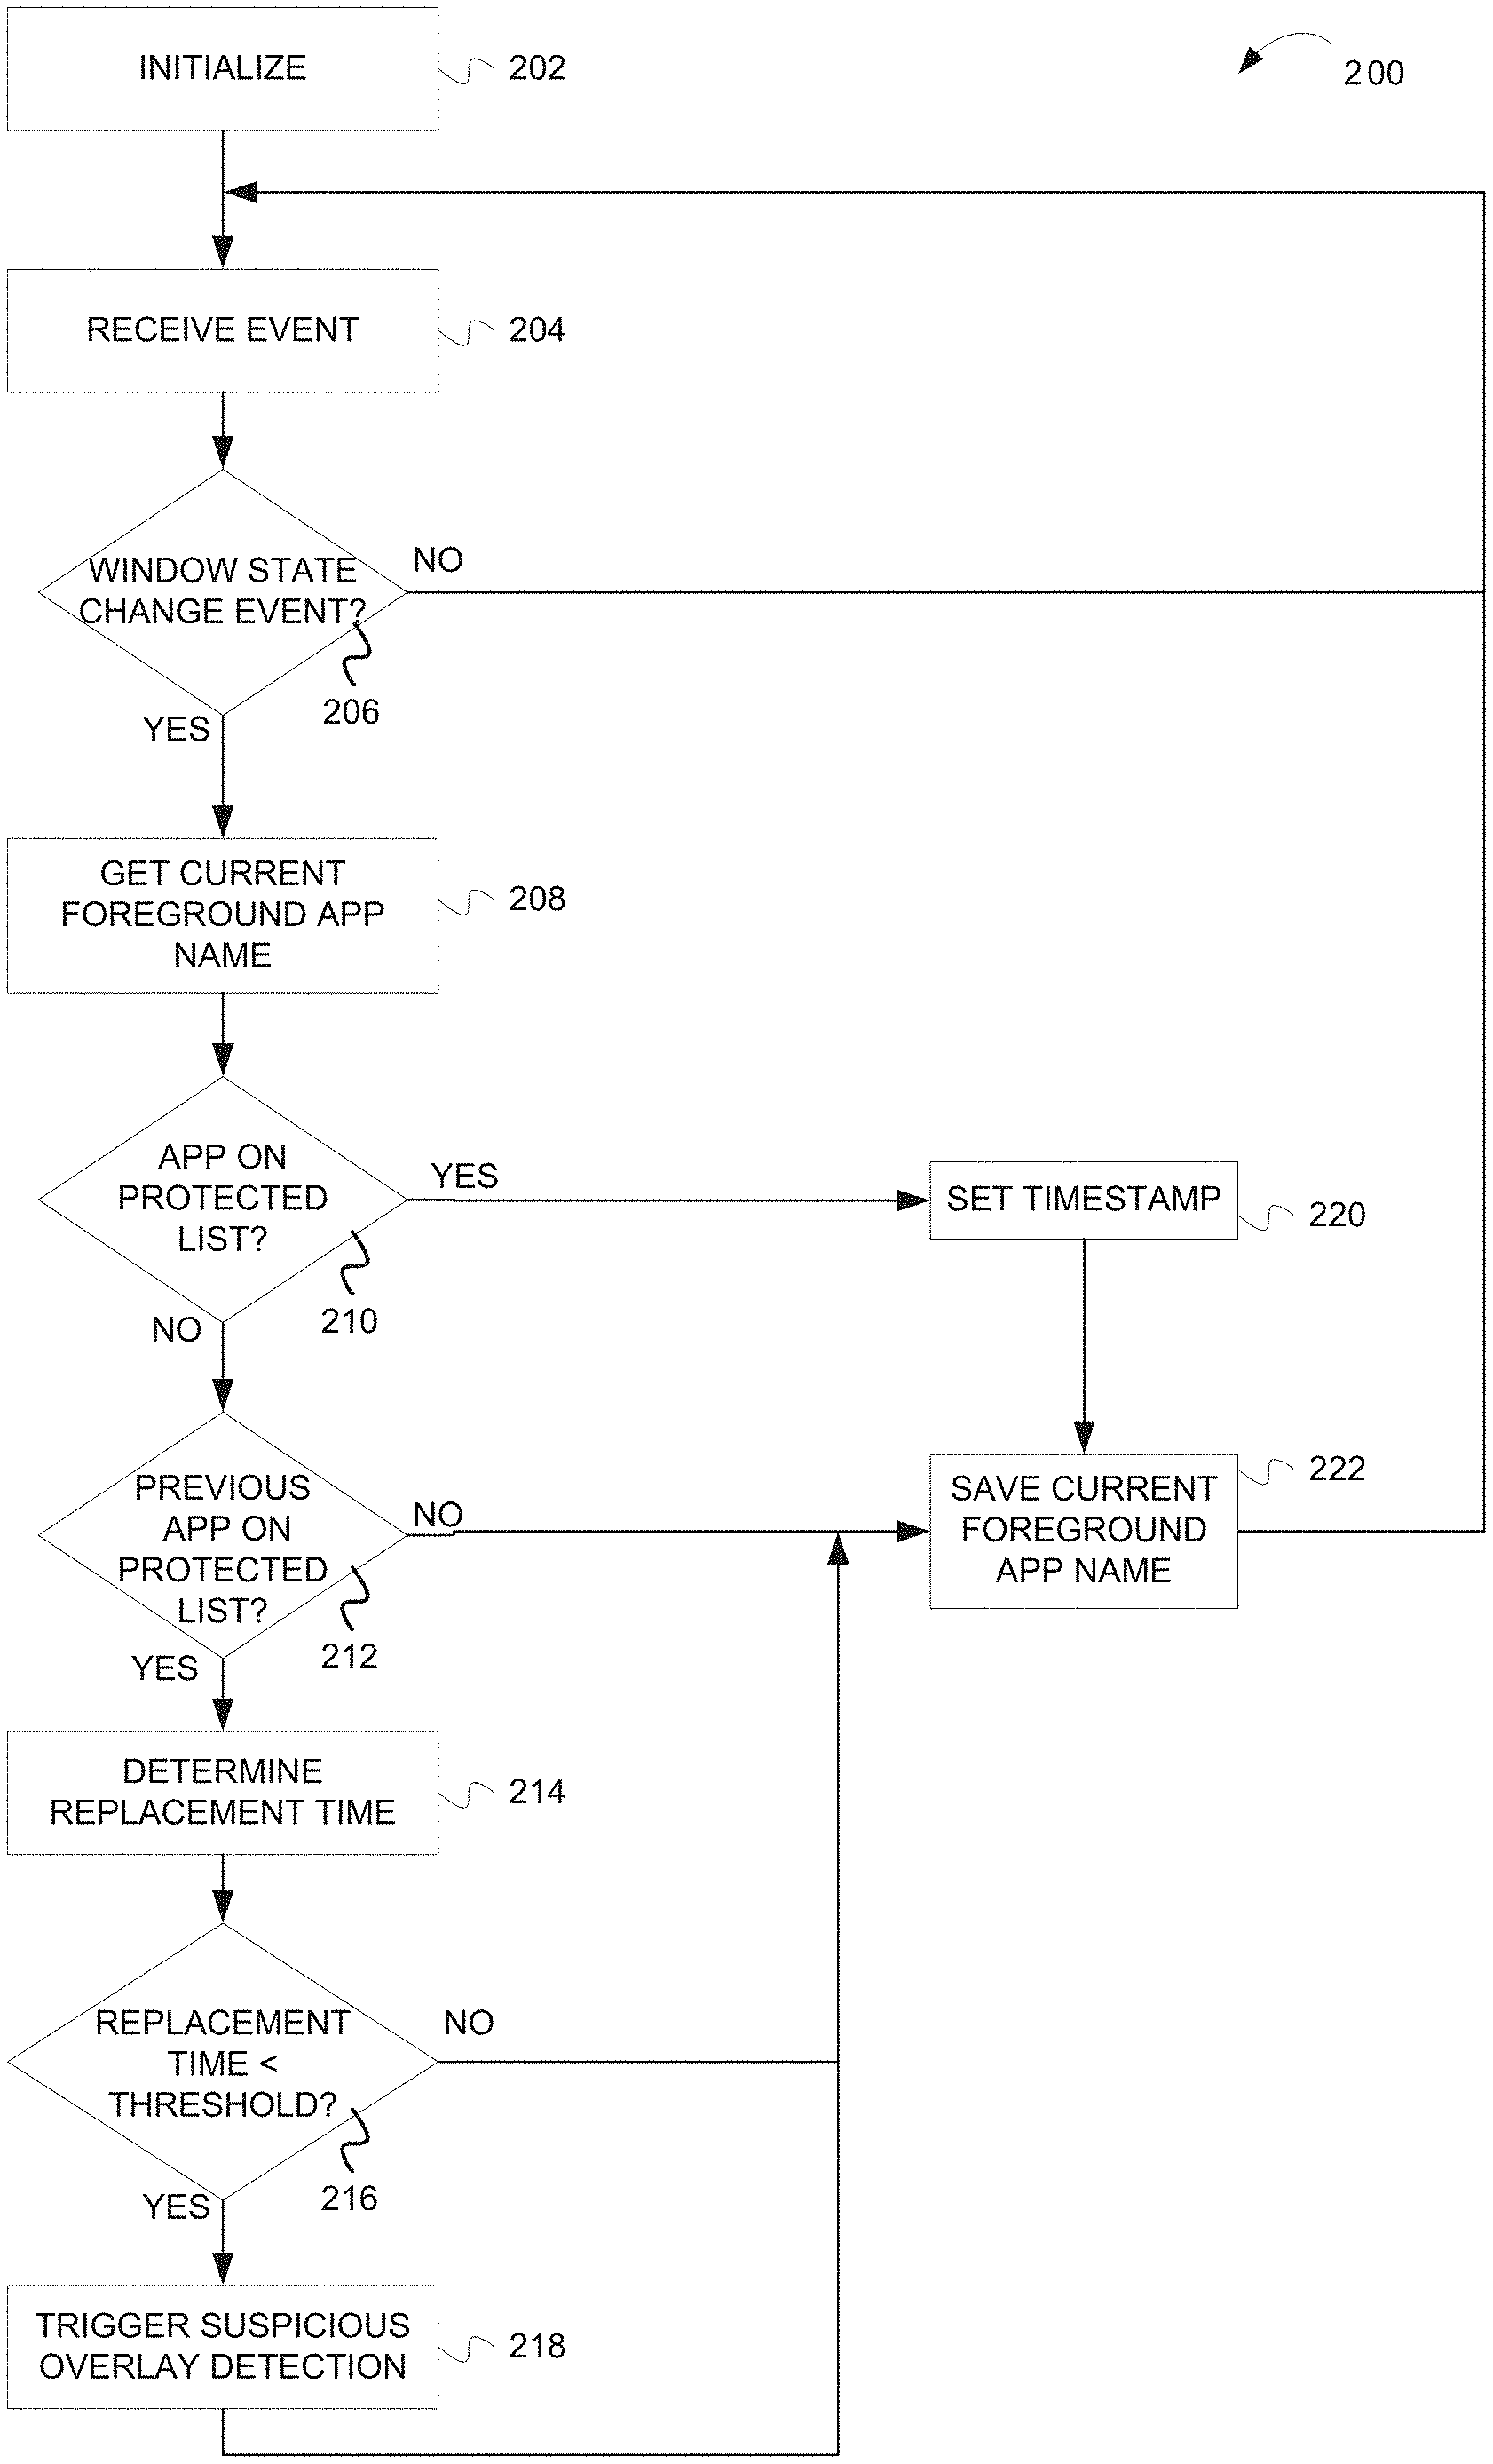 INITIALIZE
202
200
RECEIVE EVENT
204
WINDOW STATE
CHANGE EVENT?
NO
206
YES
GET CURRENT
FOREGROUND APP
NAME
208
APP ON
PROTECTED
LIST?
YES
210
NO
SET TIMESTAMP
220
PREVIOUS
APP ON
PROTECTED
LIST?
NO
212
YES
SAVE CURRENT
FOREGROUND
APP NAME
222
DETERMINE
REPLACEMENT TIME
214
REPLACEMENT
TIME <
THRESHOLD?
NO
216
YES
TRIGGER SUSPICIOUS
OVERLAY DETECTION
218